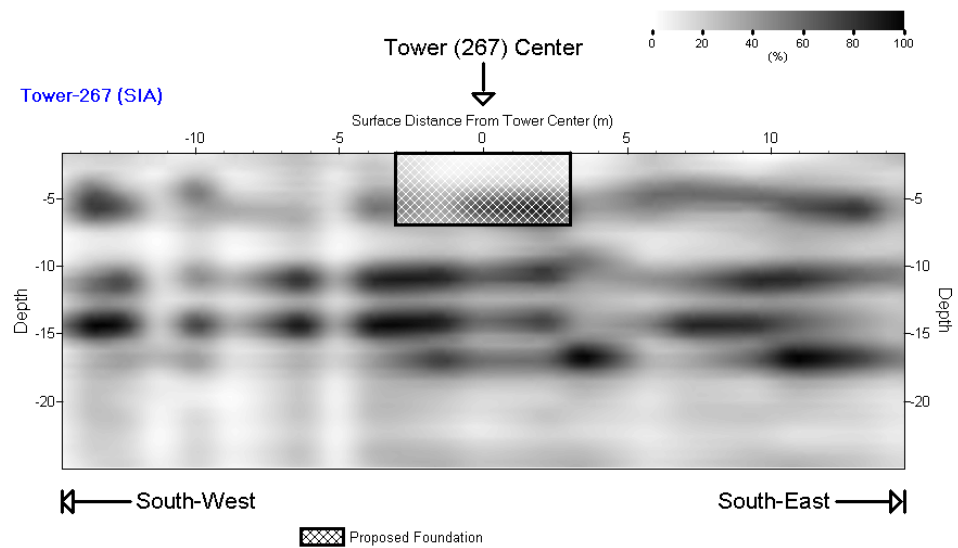 0 20 40 60 80 100
(%)
Tower (267) Center
Tower-267 (SIA)
Surface Distance From Tower Center (m)
-10 -5 0 5 10
-5 -5
-10 -10
Depth Depth
-15 -15
-20 -20
South-West South-East
Proposed Foundation